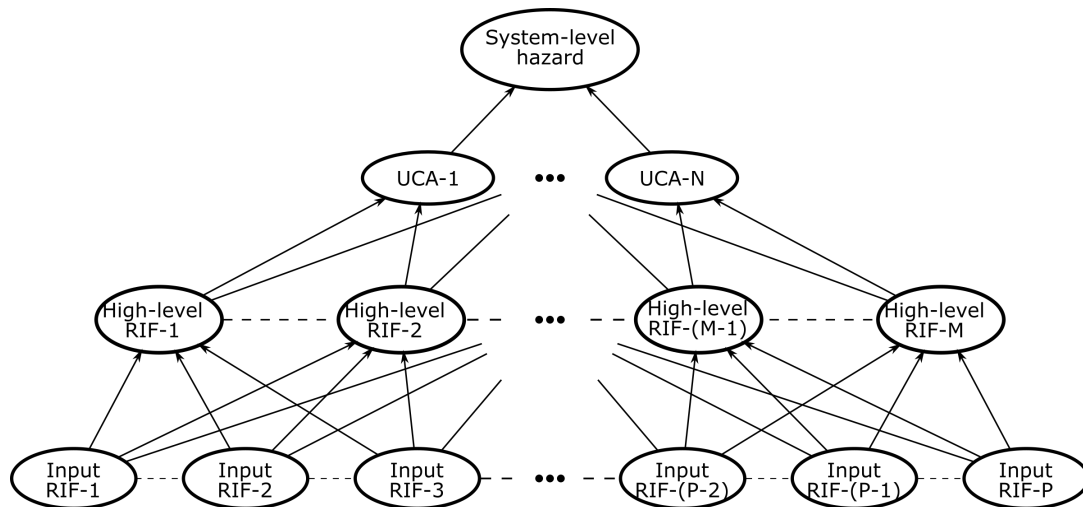 System-level
hazard
UCA-1
•••
UCA-N
High-level
RIF-1
High-level
RIF-2
•••
High-level
RIF-(M-1)
High-level
RIF-M
Input
RIF-1
Input
RIF-2
Input
RIF-3
•••
Input
RIF-(P-2)
Input
RIF-(P-1)
Input
RIF-P